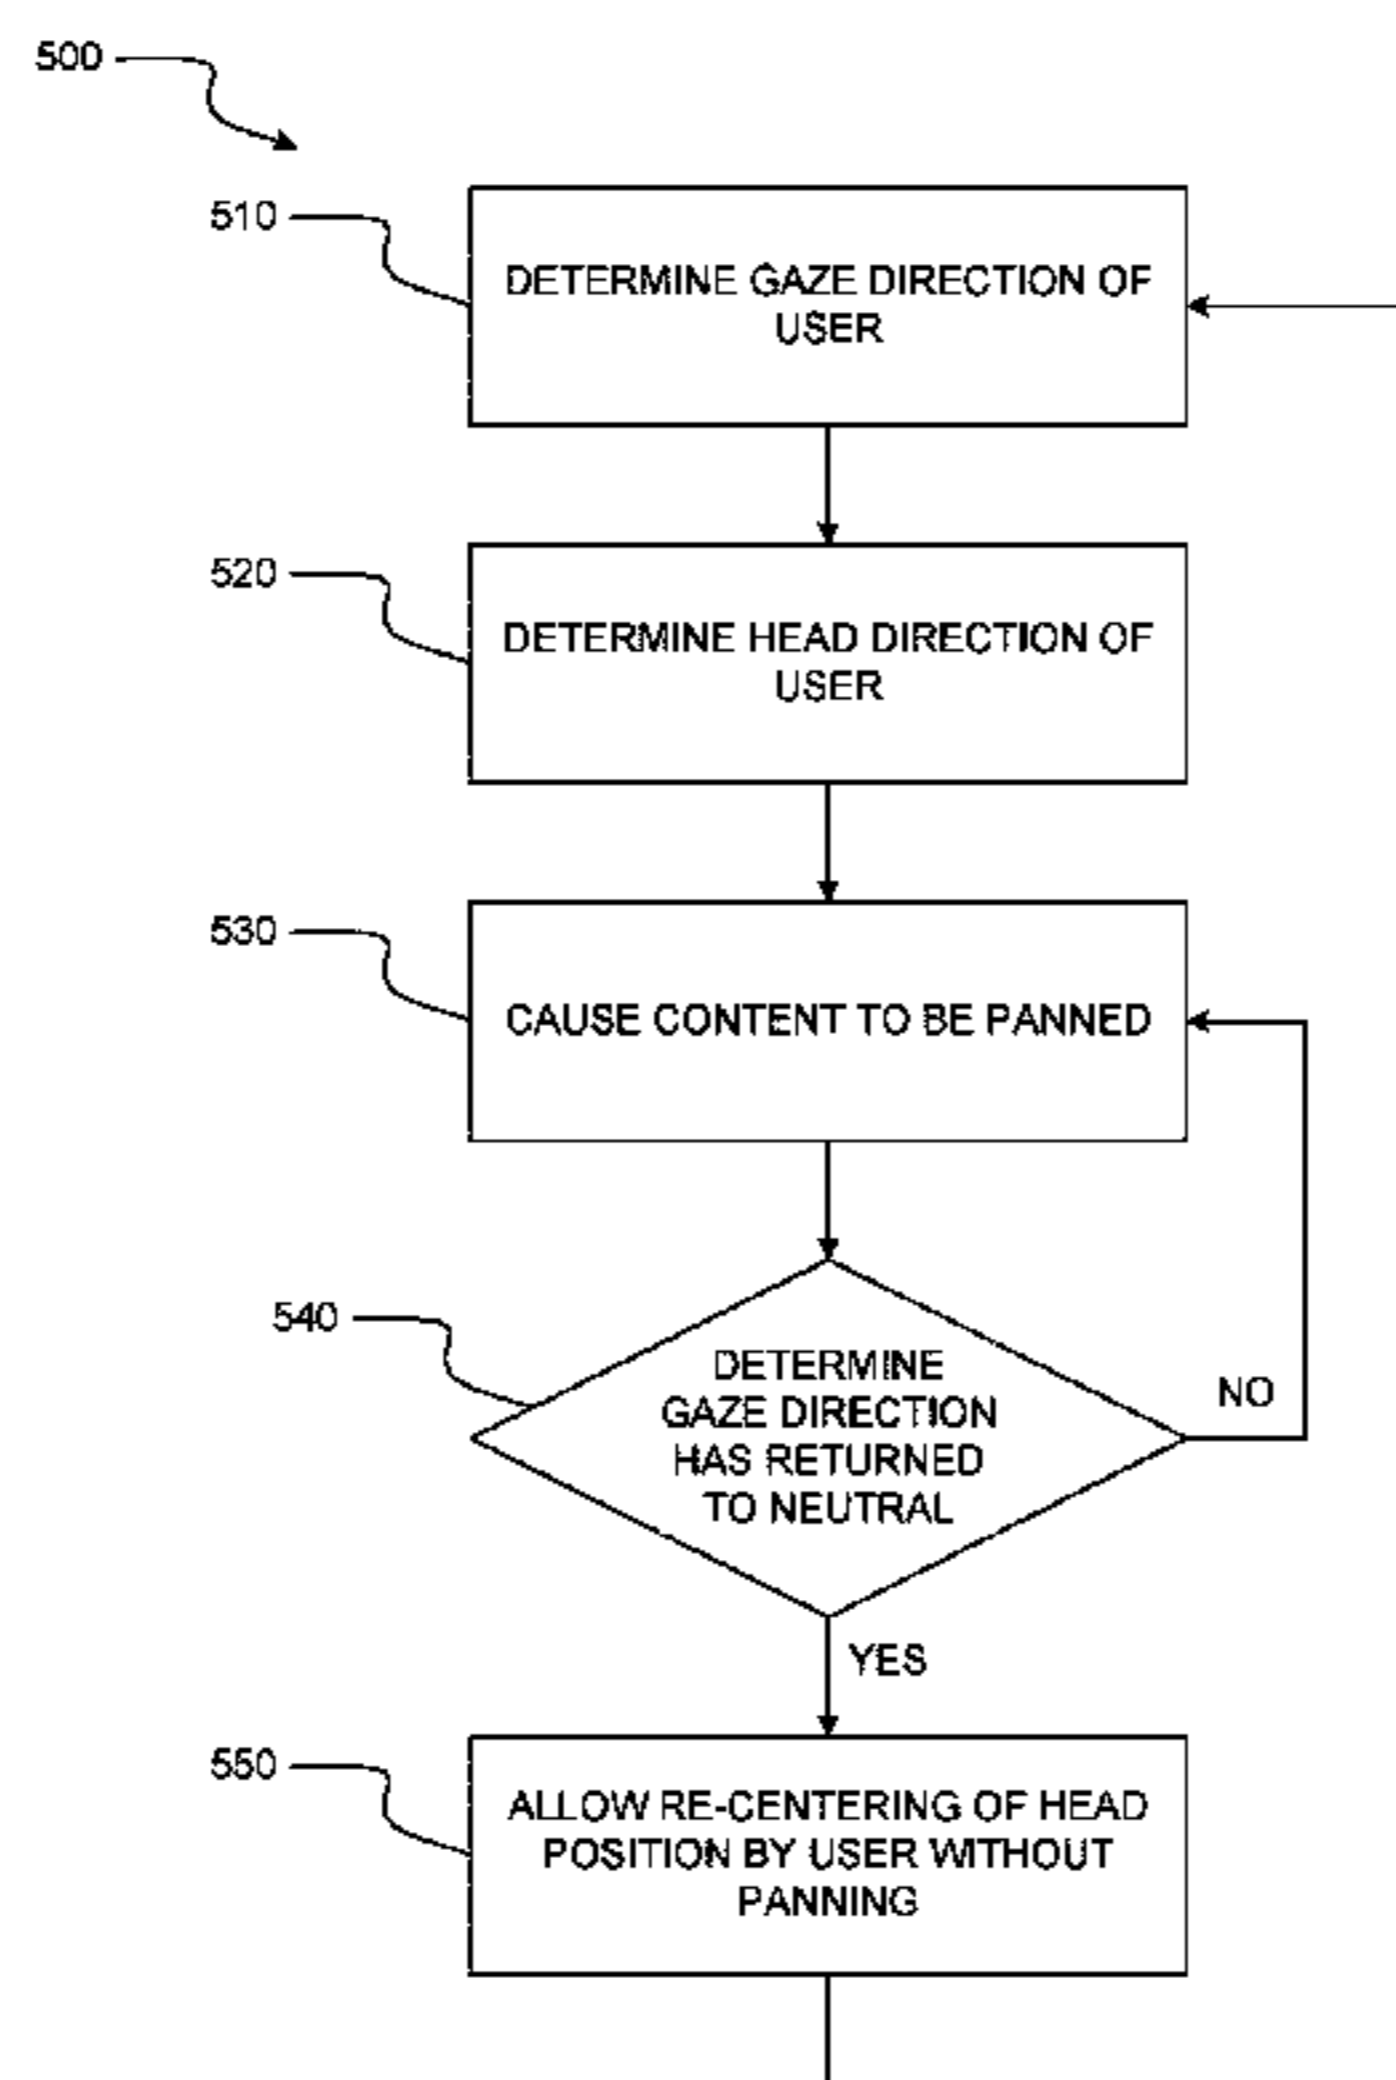 500
510
DETERMINE GAZE DIRECTION OF
USER
520
DETERMINE HEAD DIRECTION OF
USER
530
CAUSE CONTENT TO BE PANNED
540
DETERMINE
GAZE DIRECTION
HAS RETURNED
TO NEUTRAL
NO
YES
550
ALLOW RE-CENTERING OF HEAD
POSITION BY USER WITHOUT
PANNING